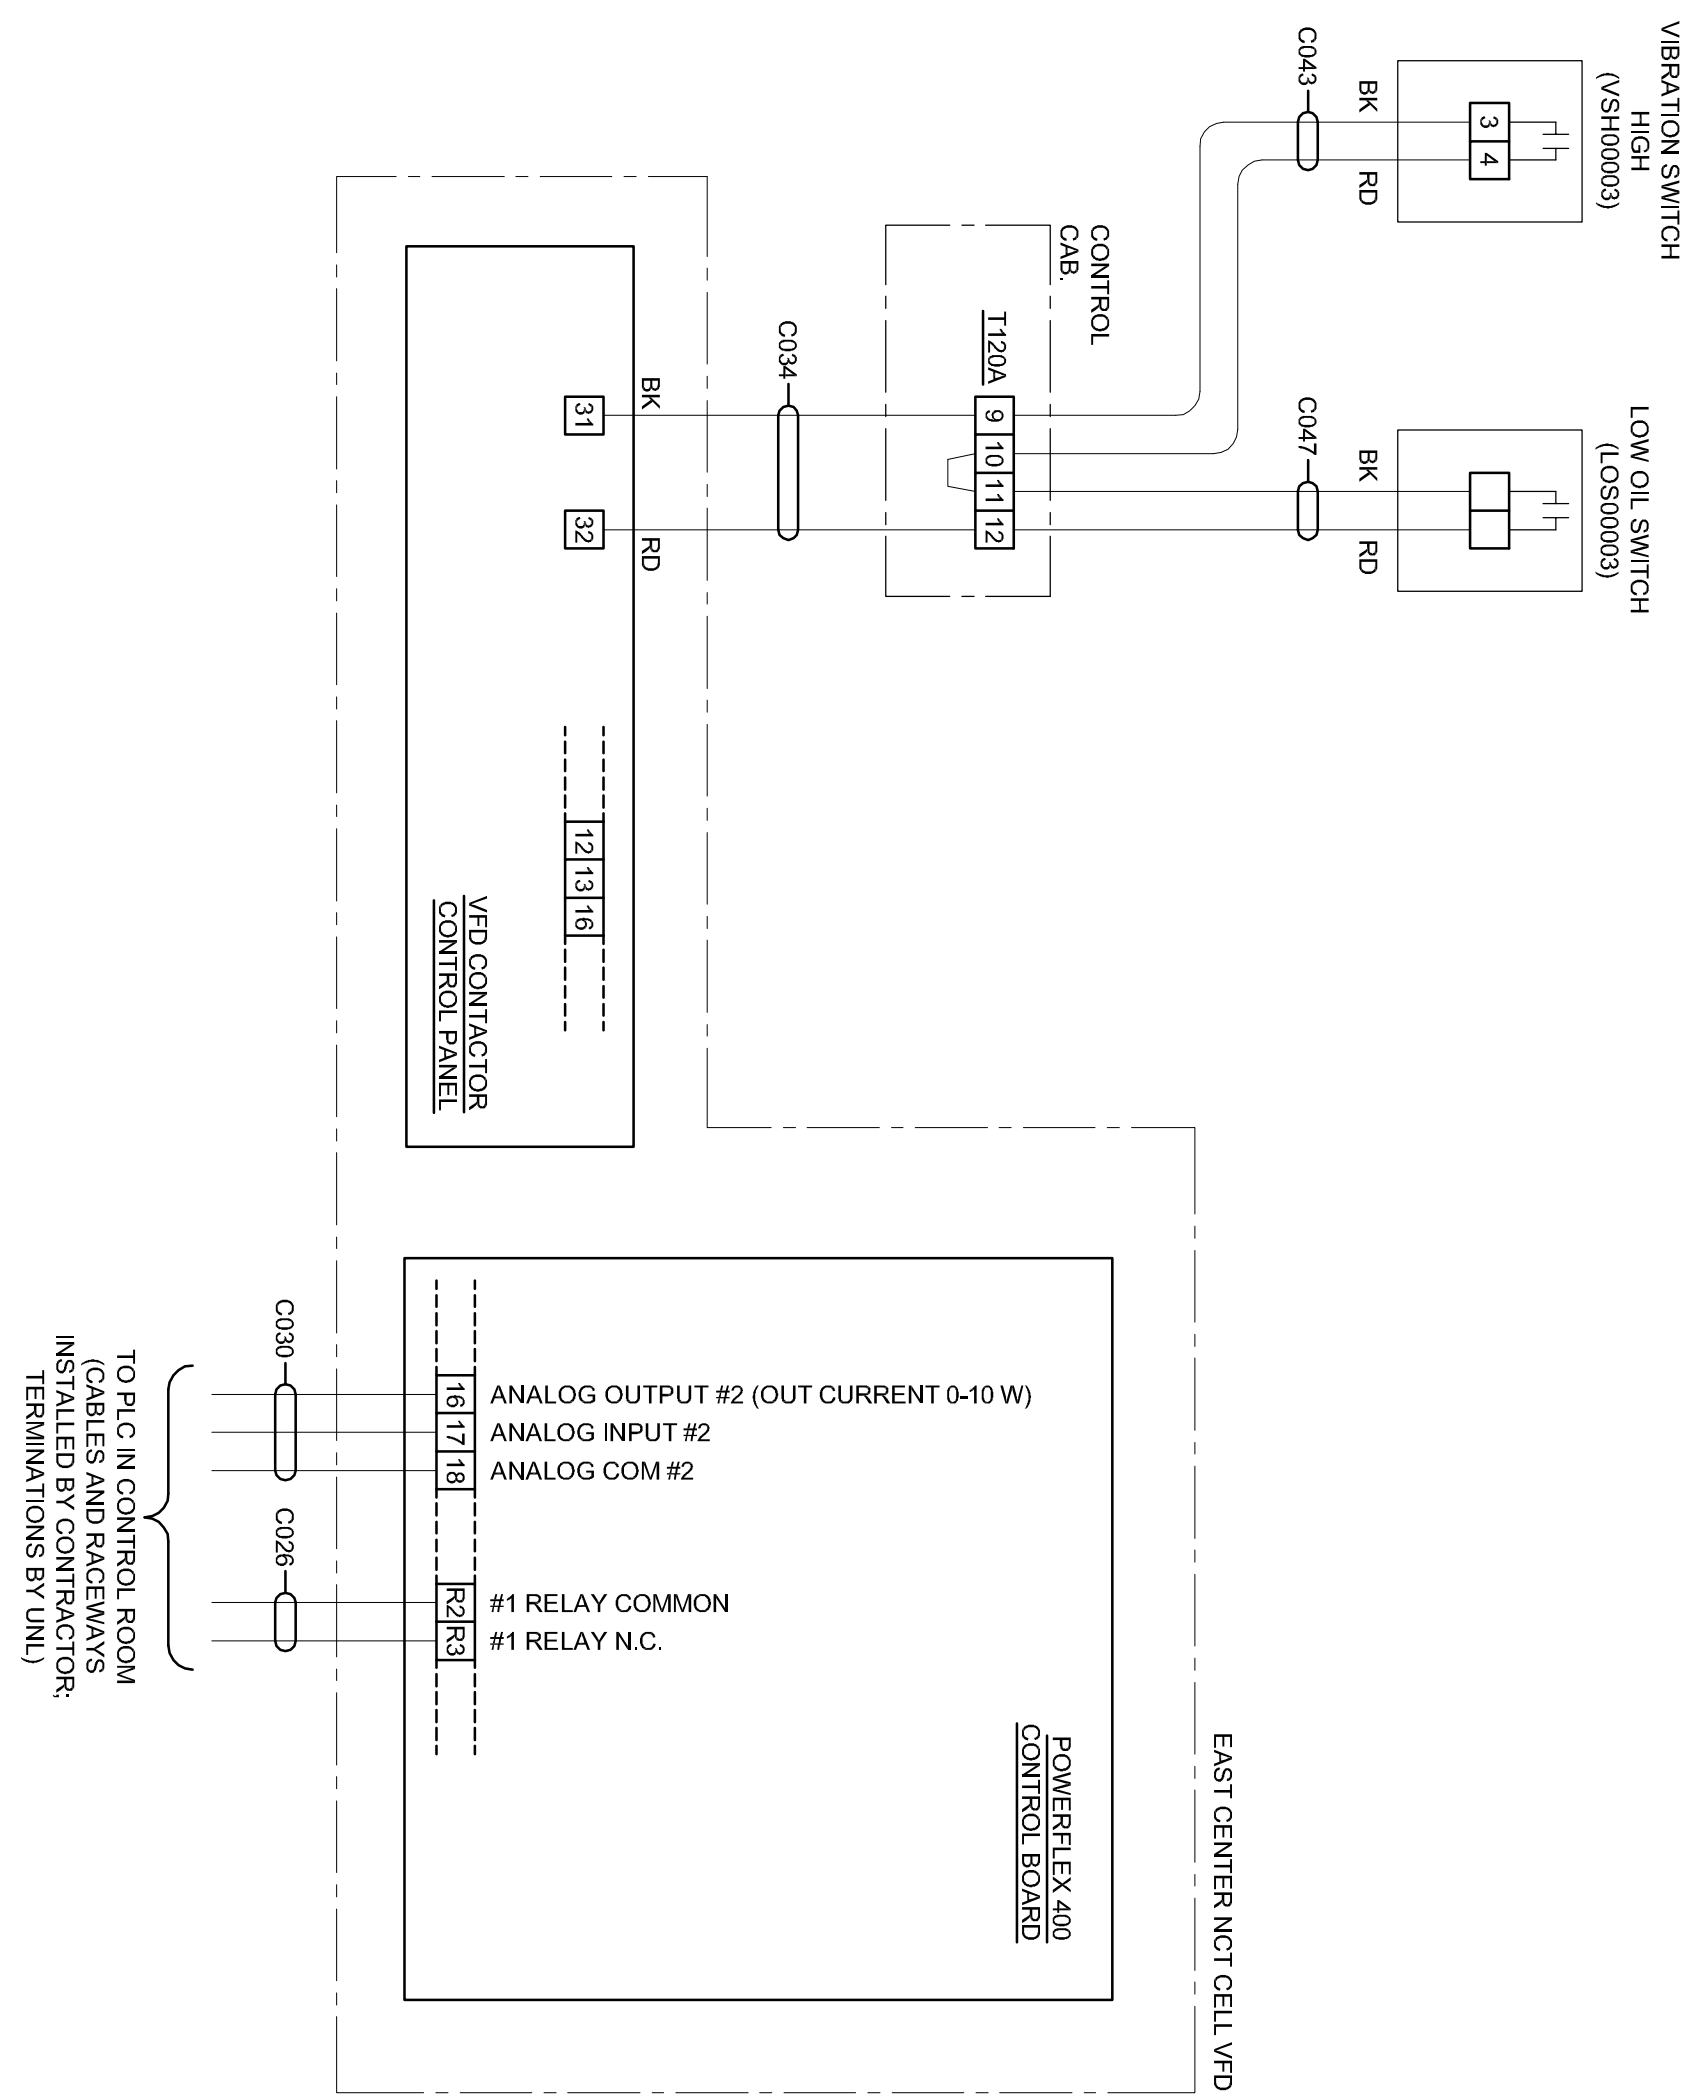 VIBRATION SWITCH
HIGH
(VSH00003)
3
4
BK
RD
C043
LOW OIL SWITCH
(LOS00003)
BK
RD
C047
CONTROL
CAB.
T120A
9
10
11
12
C034
BK
RD
31
32
12
13
16
VFD CONTACTOR
CONTROL PANEL
EAST CENTER NCT CELL VFD
POWERFLEX 400
CONTROL BOARD
16
ANALOG OUTPUT #2 (OUT CURRENT 0-10 W)
17
ANALOG INPUT #2
18
ANALOG COM #2
R2
#1 RELAY COMMON
R3
#1 RELAY N.C.
C030
C026
TO PLC IN CONTROL ROOM
(CABLES AND RACEWAYS
INSTALLED BY CONTRACTOR;
TERMINATIONS BY UNL)